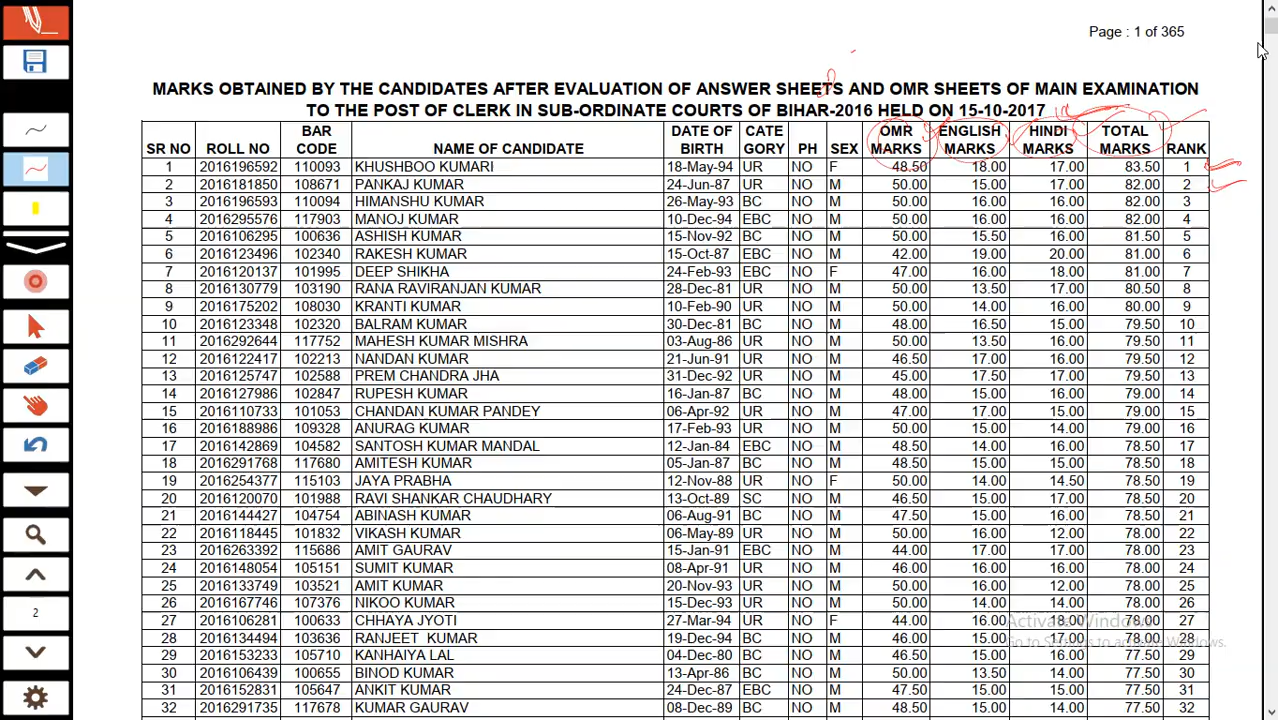 Page : 1 of 365
MARKS OBTAINED BY THE CANDIDATES AFTER EVALUATION OF ANSWER SHEETS AND OMR SHEETS OF MAIN EXAMINATION
TO THE POST OF CLERK IN SUB-ORDINATE COURTS OF BIHAR-2016 HELD ON 15-10-2017
SR NO ROLL NO BAR CODE NAME OF CANDIDATE DATE OF BIRTH CATE GORY PH SEX OMR MARKS ENGLISH MARKS HINDI MARKS TOTAL MARKS RANK
1 2016196592 110093 KHUSHBOO KUMARI 18-May-94 UR NO F 48.50 18.00 17.00 83.50 1
2 2016181850 108671 PANKAJ KUMAR 24-Jun-87 UR NO M 50.00 15.00 17.00 82.00 2
3 2016196593 110094 HIMANSHU KUMAR 26-May-93 BC NO M 50.00 16.00 16.00 82.00 3
4 2016295576 117903 MANOJ KUMAR 10-Dec-94 EBC NO M 50.00 16.00 16.00 82.00 4
5 2016106295 100636 ASHISH KUMAR 15-Nov-92 BC NO M 50.00 15.50 16.00 81.50 5
6 2016123496 102340 RAKESH KUMAR 15-Oct-87 EBC NO M 42.00 19.00 20.00 81.00 6
7 2016120137 101995 DEEP SHIKHA 24-Feb-93 EBC NO F 47.00 16.00 18.00 81.00 7
8 2016130779 103190 RANA RAVIRANJAN KUMAR 28-Dec-81 UR NO M 50.00 13.50 17.00 80.50 8
9 2016175202 108030 KRANTI KUMAR 10-Feb-90 UR NO M 50.00 14.00 16.00 80.00 9
10 2016123348 102320 BALRAM KUMAR 30-Dec-81 BC NO M 48.00 16.50 15.00 79.50 10
11 2016292644 117752 MAHESH KUMAR MISHRA 03-Aug-86 UR NO M 50.00 13.50 16.00 79.50 11
12 2016122417 102213 NANDAN KUMAR 21-Jun-91 UR NO M 46.50 17.00 16.00 79.50 12
13 2016125747 102588 PREM CHANDRA JHA 31-Dec-92 UR NO M 45.00 17.50 17.00 79.50 13
14 2016127986 102847 RUPESH KUMAR 16-Jan-87 BC NO M 48.00 15.00 16.00 79.00 14
15 2016110733 101053 CHANDAN KUMAR PANDEY 06-Apr-92 UR NO M 47.00 17.00 15.00 79.00 15
16 2016188986 109328 ANURAG KUMAR 17-Feb-93 UR NO M 50.00 15.00 14.00 79.00 16
17 2016142869 104582 SANTOSH KUMAR MANDAL 12-Jan-84 EBC NO M 48.50 14.00 16.00 78.50 17
18 2016291768 117680 AMITESH KUMAR 05-Jan-87 BC NO M 48.50 15.00 15.00 78.50 18
19 2016254377 115103 JAYA PRABHA 12-Nov-88 UR NO F 50.00 14.00 14.50 78.50 19
20 2016120070 101988 RAVI SHANKAR CHAUDHARY 13-Oct-89 SC NO M 46.50 15.00 17.00 78.50 20
21 2016144427 104754 ABINASH KUMAR 06-Aug-91 BC NO M 47.50 15.00 16.00 78.50 21
22 2016118445 101832 VIKASH KUMAR 06-May-89 UR NO M 50.00 16.00 12.00 78.00 22
23 2016263392 115686 AMIT GAURAV 15-Jan-91 EBC NO M 44.00 17.00 17.00 78.00 23
24 2016148054 105151 SUMIT KUMAR 08-Apr-91 UR NO M 48.00 16.00 14.00 78.00 24
25 2016133749 103521 AMIT KUMAR 20-Nov-93 UR NO M 50.00 16.00 12.00 78.00 25
26 2016167746 107376 NIKOO KUMAR 15-Dec-93 UR NO M 50.00 14.00 14.00 78.00 26
27 2016106281 100633 CHHAYA JYOTI 27-Mar-94 UR NO F 44.00 16.00 18.00 78.00 27
28 2016134494 103636 RANJEET KUMAR 19-Dec-94 BC NO M 46.00 15.00 17.00 78.00 28
29 2016153233 105710 KANHAIYA LAL 04-Dec-80 BC NO M 46.50 15.00 16.00 77.50 29
30 2016106439 100655 BINOD KUMAR 13-Apr-86 BC NO M 50.00 13.50 14.00 77.50 30
31 2016152831 105647 ANKIT KUMAR 24-Dec-87 EBC NO M 47.50 15.00 15.00 77.50 31
32 2016291735 117678 KUMAR GAURAV 08-Dec-89 BC NO M 48.50 15.00 14.00 77.50 32
2
Activate Windows
Go to Settings to activate Windows.